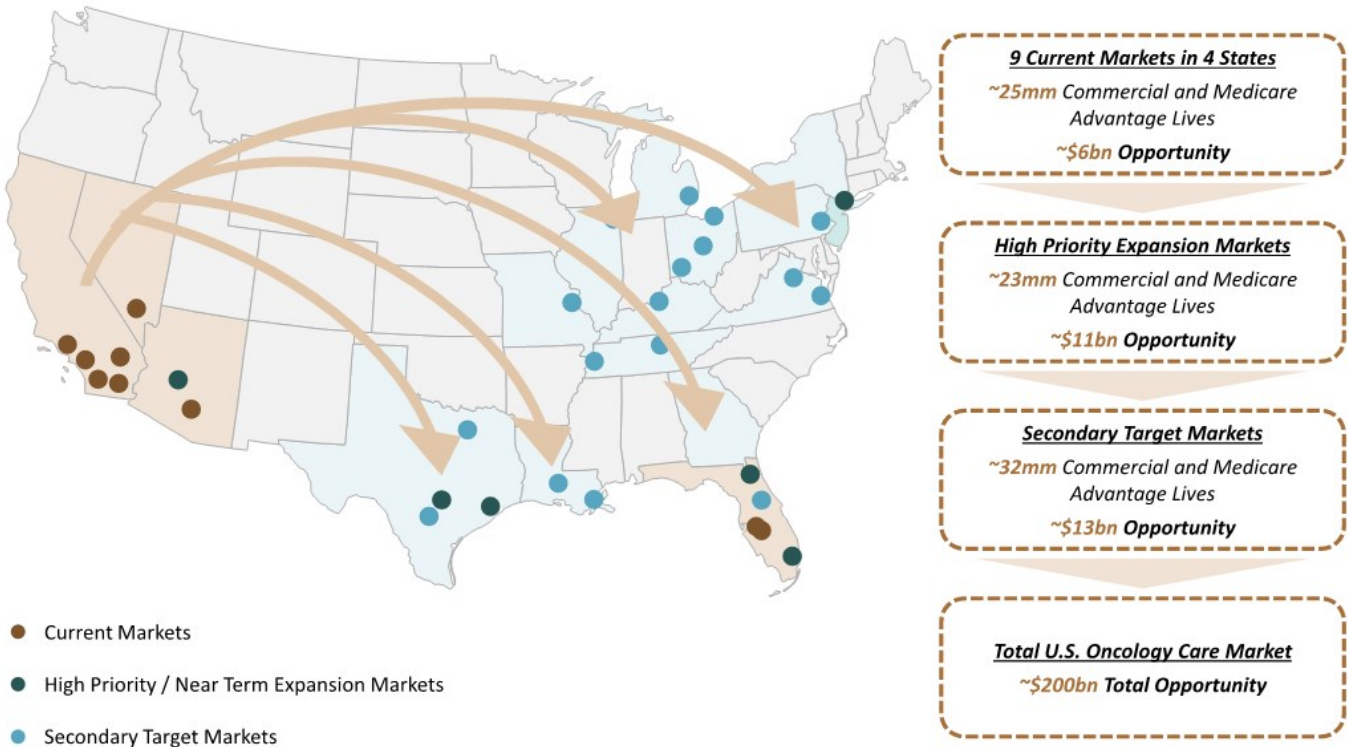 9 Current Markets in 4 States
~25mm Commercial and Medicare
Advantage Lives
~$6bn Opportunity
High Priority Expansion Markets
~23mm Commercial and Medicare
Advantage Lives
~$11bn Opportunity
Secondary Target Markets
~32mm Commercial and Medicare
Advantage Lives
~$13bn Opportunity
Total U.S. Oncology Care Market
~$200bn Total Opportunity
Current Markets
High Priority / Near Term Expansion Markets
Secondary Target Markets